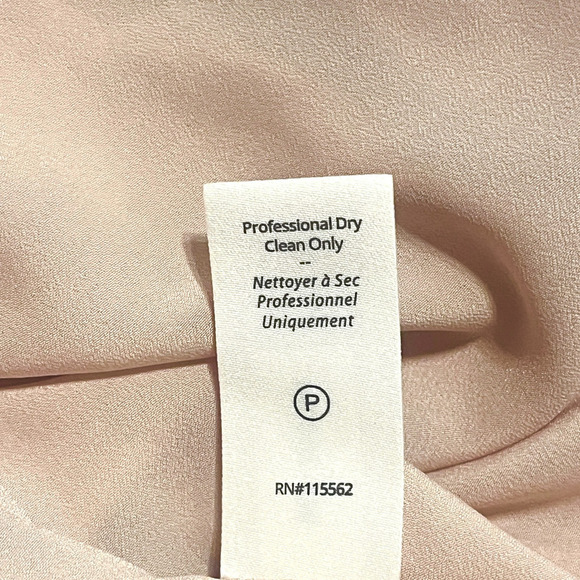 Professional Dry
Clean Only
--
Nettoyer à Sec
Professionnel
Uniquement
P
RN#115562